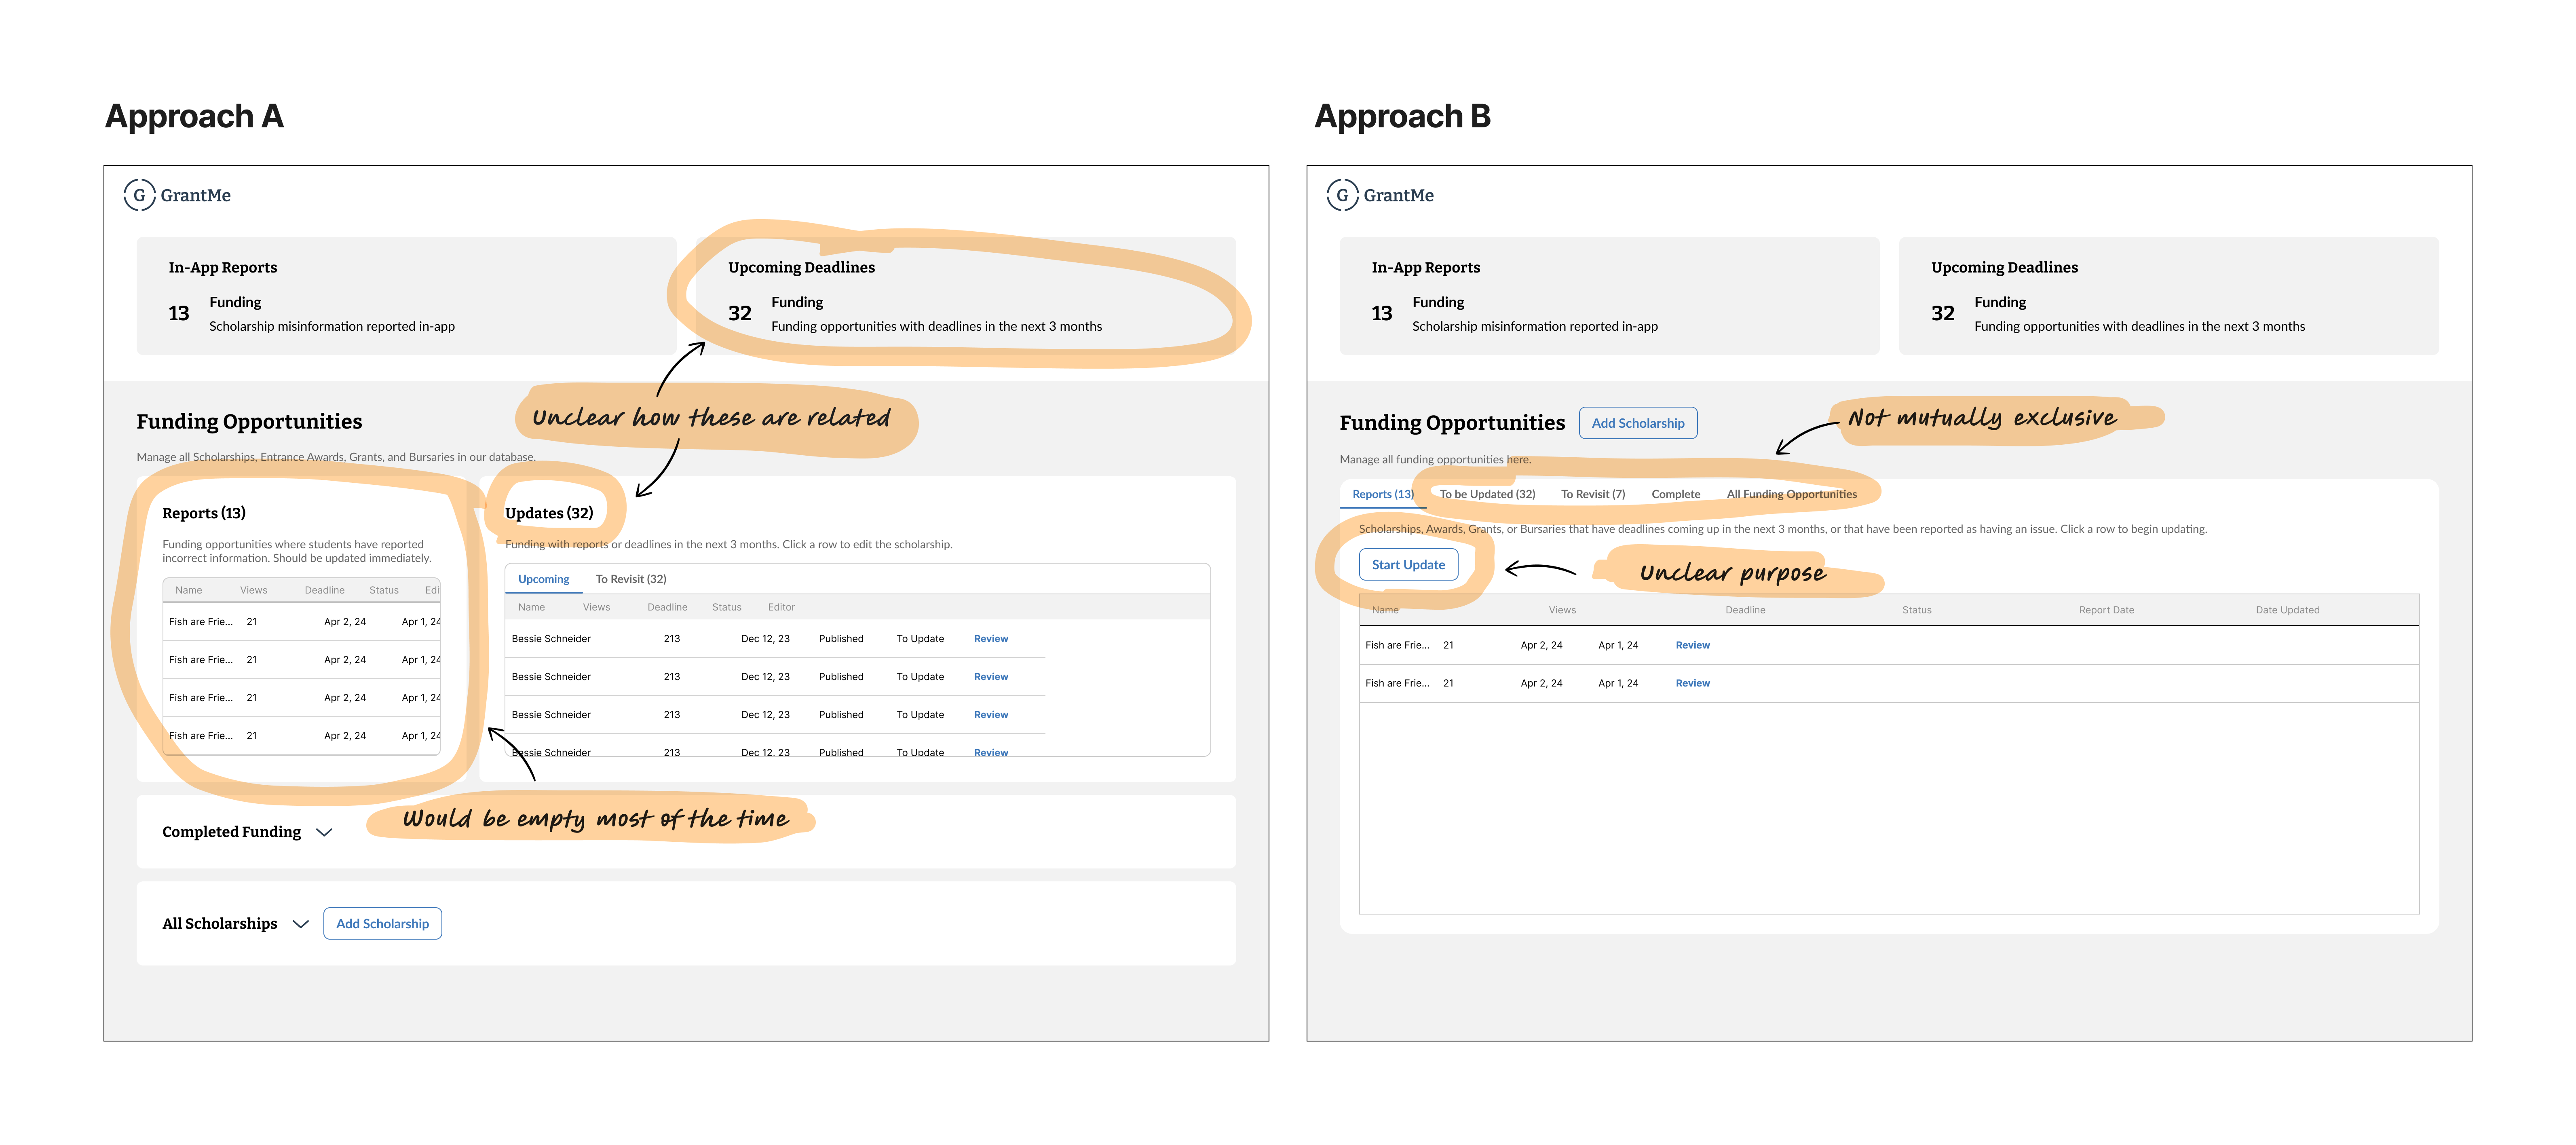 Approach A
G GrantMe
In-App Reports
13
Funding
Scholarship misinformation reported in-app
Upcoming Deadlines
32
Funding
Funding opportunities with deadlines in the next 3 months
Unclear how these are related
Funding Opportunities
Manage all Scholarships, Entrance Awards, Grants, and Bursaries in our database.
Reports (13)
Funding opportunities where students have reported
incorrect information. Should be updated immediately.
Name Views Deadline Status Edi
Fish are Frie... 21 Apr 2, 24 Apr 1, 24
Fish are Frie... 21 Apr 2, 24 Apr 1, 24
Fish are Frie... 21 Apr 2, 24 Apr 1, 24
Fish are Frie... 21 Apr 2, 24 Apr 1, 24
Updates (32)
Funding with reports or deadlines in the next 3 months. Click a row to edit the scholarship.
Upcoming To Revisit (32)
Name Views Deadline Status Editor
Bessie Schneider 213 Dec 12, 23 Published To Update Review
Bessie Schneider 213 Dec 12, 23 Published To Update Review
Bessie Schneider 213 Dec 12, 23 Published To Update Review
Bessie Schneider 213 Dec 12, 23 Published To Update Review
Would be empty most of the time
Completed Funding
All Scholarships Add Scholarship
Approach B
G GrantMe
In-App Reports
13
Funding
Scholarship misinformation reported in-app
Upcoming Deadlines
32
Funding
Funding opportunities with deadlines in the next 3 months
Funding Opportunities Add Scholarship
Not mutually exclusive
Manage all funding opportunities here.
Reports (13) To be Updated (32) To Revisit (7) Complete All Funding Opportunities
Scholarships, Awards, Grants, or Bursaries that have deadlines coming up in the next 3 months, or that have been reported as having an issue. Click a row to begin updating.
Start Update
Unclear purpose
Name Views Deadline Status Report Date Date Updated
Fish are Frie... 21 Apr 2, 24 Apr 1, 24 Review
Fish are Frie... 21 Apr 2, 24 Apr 1, 24 Review